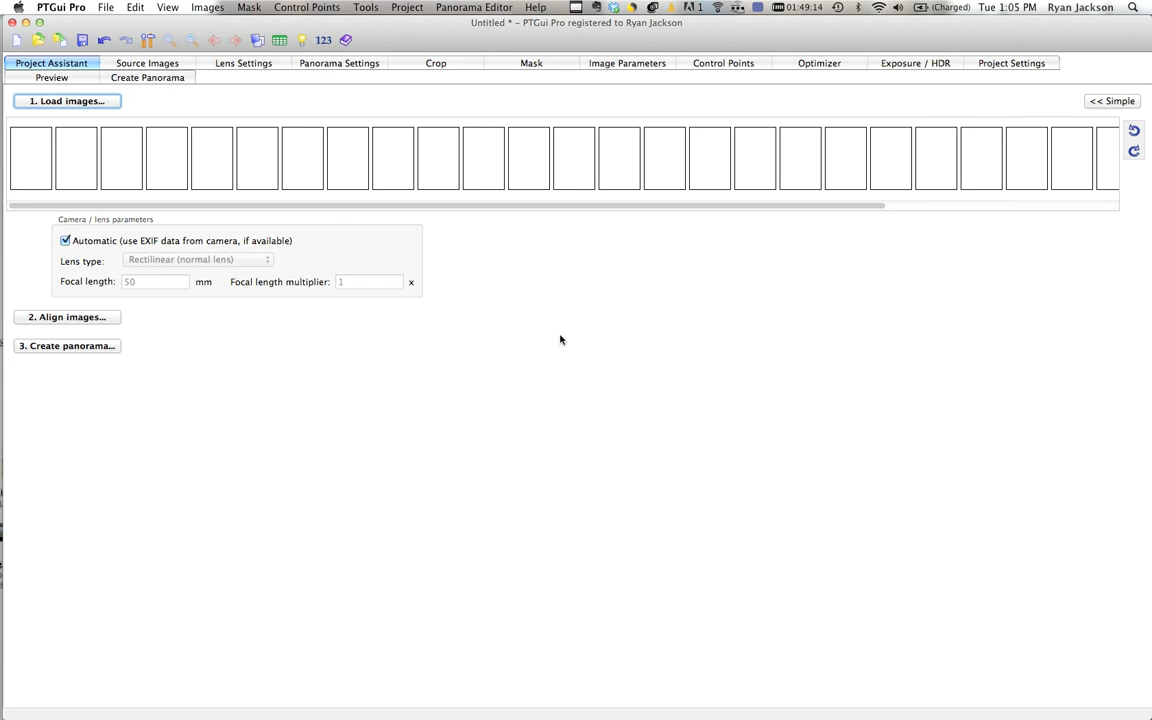 PTGui Pro File Edit View Images Mask Control Points Tools Project Panorama Editor Help 1 01:49:14 (Charged) Tue 1:05 PM Ryan Jackson
Untitled * – PTGui Pro registered to Ryan Jackson
123
Project Assistant Source Images Lens Settings Panorama Settings Crop Mask Image Parameters Control Points Optimizer Exposure / HDR Project Settings
Preview Create Panorama
1. Load images... << Simple
Camera / lens parameters
Automatic (use EXIF data from camera, if available)
Lens type: Rectilinear (normal lens)
Focal length: 50 mm Focal length multiplier: 1 x
2. Align images...
3. Create panorama...